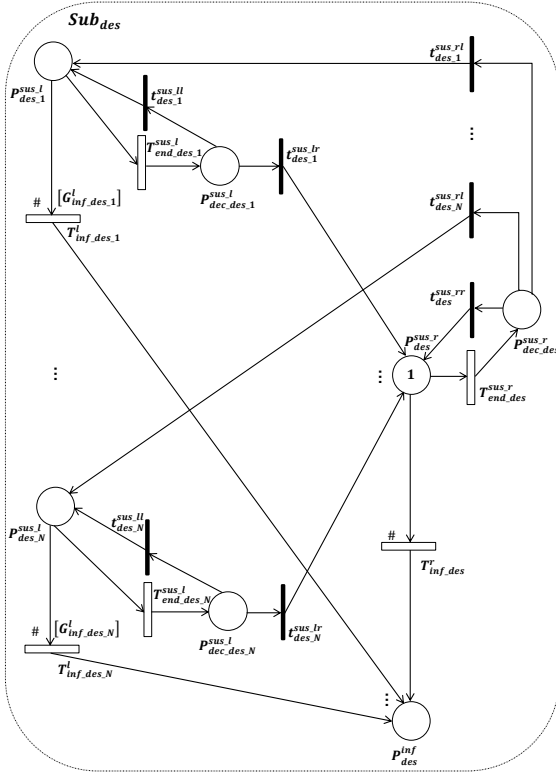 Sub_des
t^sus_rl_des_1
P^sus_l_des_1
t^sus_ll_des_1
T^sus_l_end_des_1
t^sus_lr_des_1
...
P^sus_l_dec_des_1
# [G^l_inf_des_1]
T^l_inf_des_1
t^sus_rl_des_N
t^sus_rr_des
P^sus_r_des
P^sus_r_dec_des
...
... 1
T^sus_r_end_des
P^sus_l_des_N
t^sus_ll_des_N
#
T^r_inf_des
T^sus_l_end_des_N
# [G^l_inf_des_N]
P^sus_l_dec_des_N
t^sus_lr_des_N
T^l_inf_des_N
...
P^inf_des